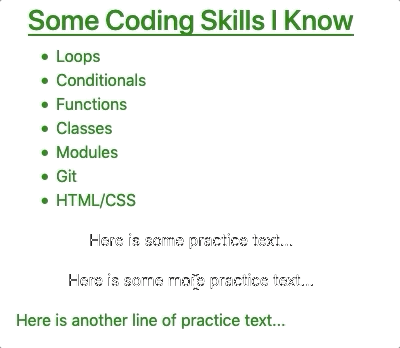 Some Coding Skills I Know
Loops
Conditionals
Functions
Classes
Modules
Git
HTML/CSS
Here is some practice text...
Here is some more practice text...
Here is another line of practice text...